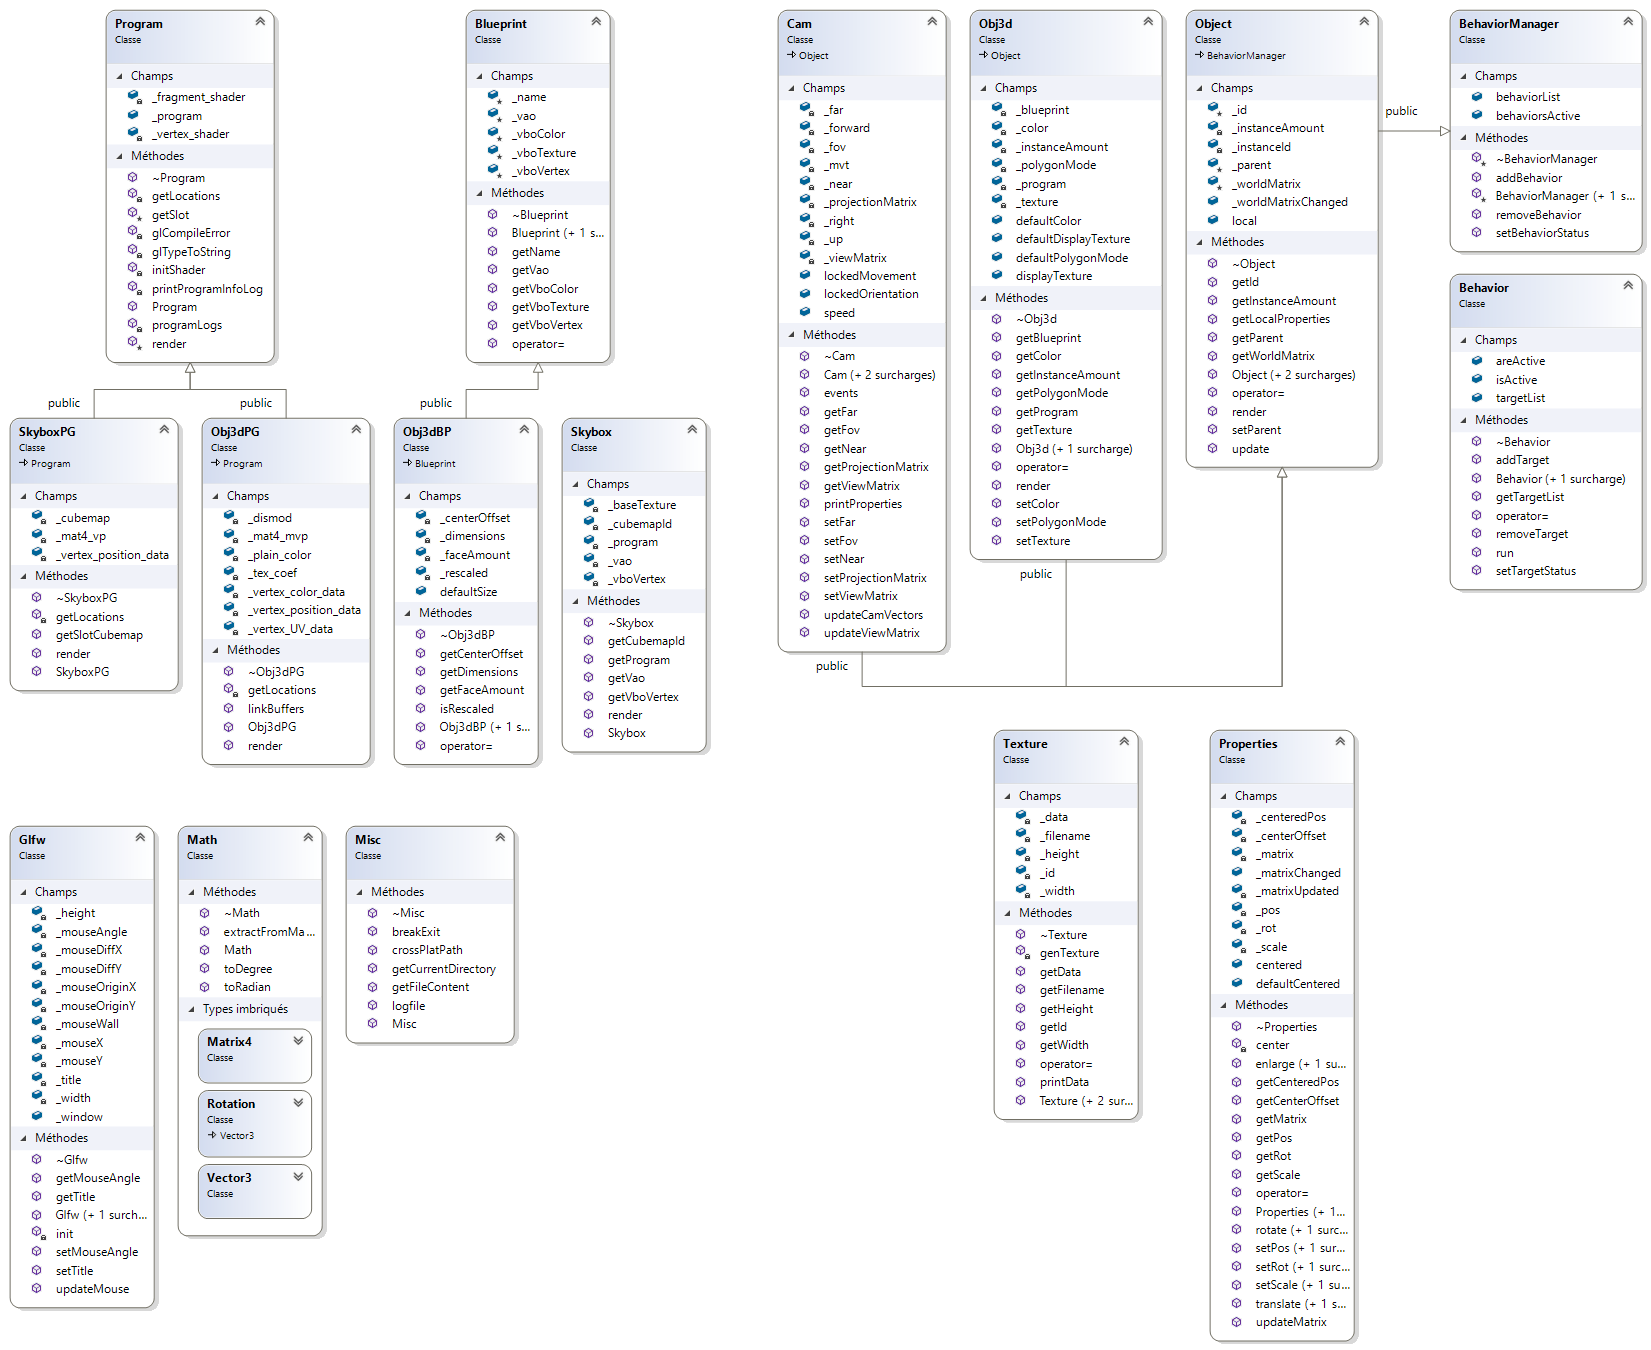 Program
Classe
Champs
_fragment_shader
_program
_vertex_shader
Méthodes
~Program
getLocations
getSlot
glCompileError
glTypeToString
initShader
printProgramInfoLog
Program
programLogs
render
Blueprint
Classe
Champs
_name
_vao
_vboColor
_vboTexture
_vboVertex
Méthodes
~Blueprint
Blueprint (+ 1 s...
getName
getVao
getVboColor
getVboTexture
getVboVertex
operator=
Cam
Classe
Object
Champs
_far
_forward
_fov
_mvt
_near
_projectionMatrix
_right
_up
_viewMatrix
lockedMovement
lockedOrientation
speed
Méthodes
~Cam
Cam (+ 2 surcharges)
events
getFar
getFov
getNear
getProjectionMatrix
getViewMatrix
printProperties
setFar
setFov
setNear
setProjectionMatrix
setViewMatrix
updateCamVectors
updateViewMatrix
Obj3d
Classe
Object
Champs
_blueprint
_color
_instanceAmount
_polygonMode
_program
_texture
defaultColor
defaultDisplayTexture
defaultPolygonMode
displayTexture
Méthodes
~Obj3d
getBlueprint
getColor
getInstanceAmount
getPolygonMode
getProgram
getTexture
Obj3d (+ 1 surcharge)
operator=
render
setColor
setPolygonMode
setTexture
Object
Classe
BehaviorManager
Champs
_id
_instanceAmount
_instanceId
_parent
_worldMatrix
_worldMatrixChanged
local
Méthodes
~Object
getId
getInstanceAmount
getLocalProperties
getParent
getWorldMatrix
Object (+ 2 surcharges)
operator=
render
setParent
update
public
BehaviorManager
Classe
Champs
behaviorList
behaviorsActive
Méthodes
~BehaviorManager
addBehavior
BehaviorManager (+ 1 s...
removeBehavior
setBehaviorStatus
Behavior
Classe
Champs
areActive
isActive
targetList
Méthodes
~Behavior
addTarget
Behavior (+ 1 surcharge)
getTargetList
operator=
removeTarget
run
setTargetStatus
public
public
public
public
public
SkyboxPG
Classe
Program
Champs
_cubemap
_mat4_vp
_vertex_position_data
Méthodes
~SkyboxPG
getLocations
getSlotCubemap
render
SkyboxPG
Obj3dPG
Classe
Program
Champs
_dismod
_mat4_mvp
_plain_color
_tex_coef
_vertex_color_data
_vertex_position_data
_vertex_UV_data
Méthodes
~Obj3dPG
getLocations
linkBuffers
Obj3dPG
render
Obj3dBP
Classe
Blueprint
Champs
_centerOffset
_dimensions
_faceAmount
_rescaled
defaultSize
Méthodes
~Obj3dBP
getCenterOffset
getDimensions
getFaceAmount
isRescaled
Obj3dBP (+ 1 s...
operator=
Skybox
Classe
Champs
_baseTexture
_cubemapId
_program
_vao
_vboVertex
Méthodes
~Skybox
getCubemapId
getProgram
getVao
getVboVertex
render
Skybox
Texture
Classe
Champs
_data
_filename
_height
_id
_width
Méthodes
~Texture
genTexture
getData
getFilename
getHeight
getId
getWidth
operator=
printData
Texture (+ 2 sur...
Properties
Classe
Champs
_centeredPos
_centerOffset
_matrix
_matrixChanged
_matrixUpdated
_pos
_rot
_scale
centered
defaultCentered
Méthodes
~Properties
center
enlarge (+ 1 su...
getCenteredPos
getCenterOffset
getMatrix
getPos
getRot
getScale
operator=
Properties (+ 1...
rotate (+ 1 surc...
setPos (+ 1 sur...
setRot (+ 1 surc...
setScale (+ 1 su...
translate (+ 1 s...
updateMatrix
Glfw
Classe
Champs
_height
_mouseAngle
_mouseDiffX
_mouseDiffY
_mouseOriginX
_mouseOriginY
_mouseWall
_mouseX
_mouseY
_title
_width
_window
Méthodes
~Glfw
getMouseAngle
getTitle
Glfw (+ 1 surch...
init
setMouseAngle
setTitle
updateMouse
Math
Classe
Méthodes
~Math
extractFromMa...
Math
toDegree
toRadian
Types imbriqués
Matrix4
Classe
Rotation
Classe
Vector3
Vector3
Classe
Misc
Classe
Méthodes
~Misc
breakExit
crossPlatPath
getCurrentDirectory
getFileContent
logfile
Misc